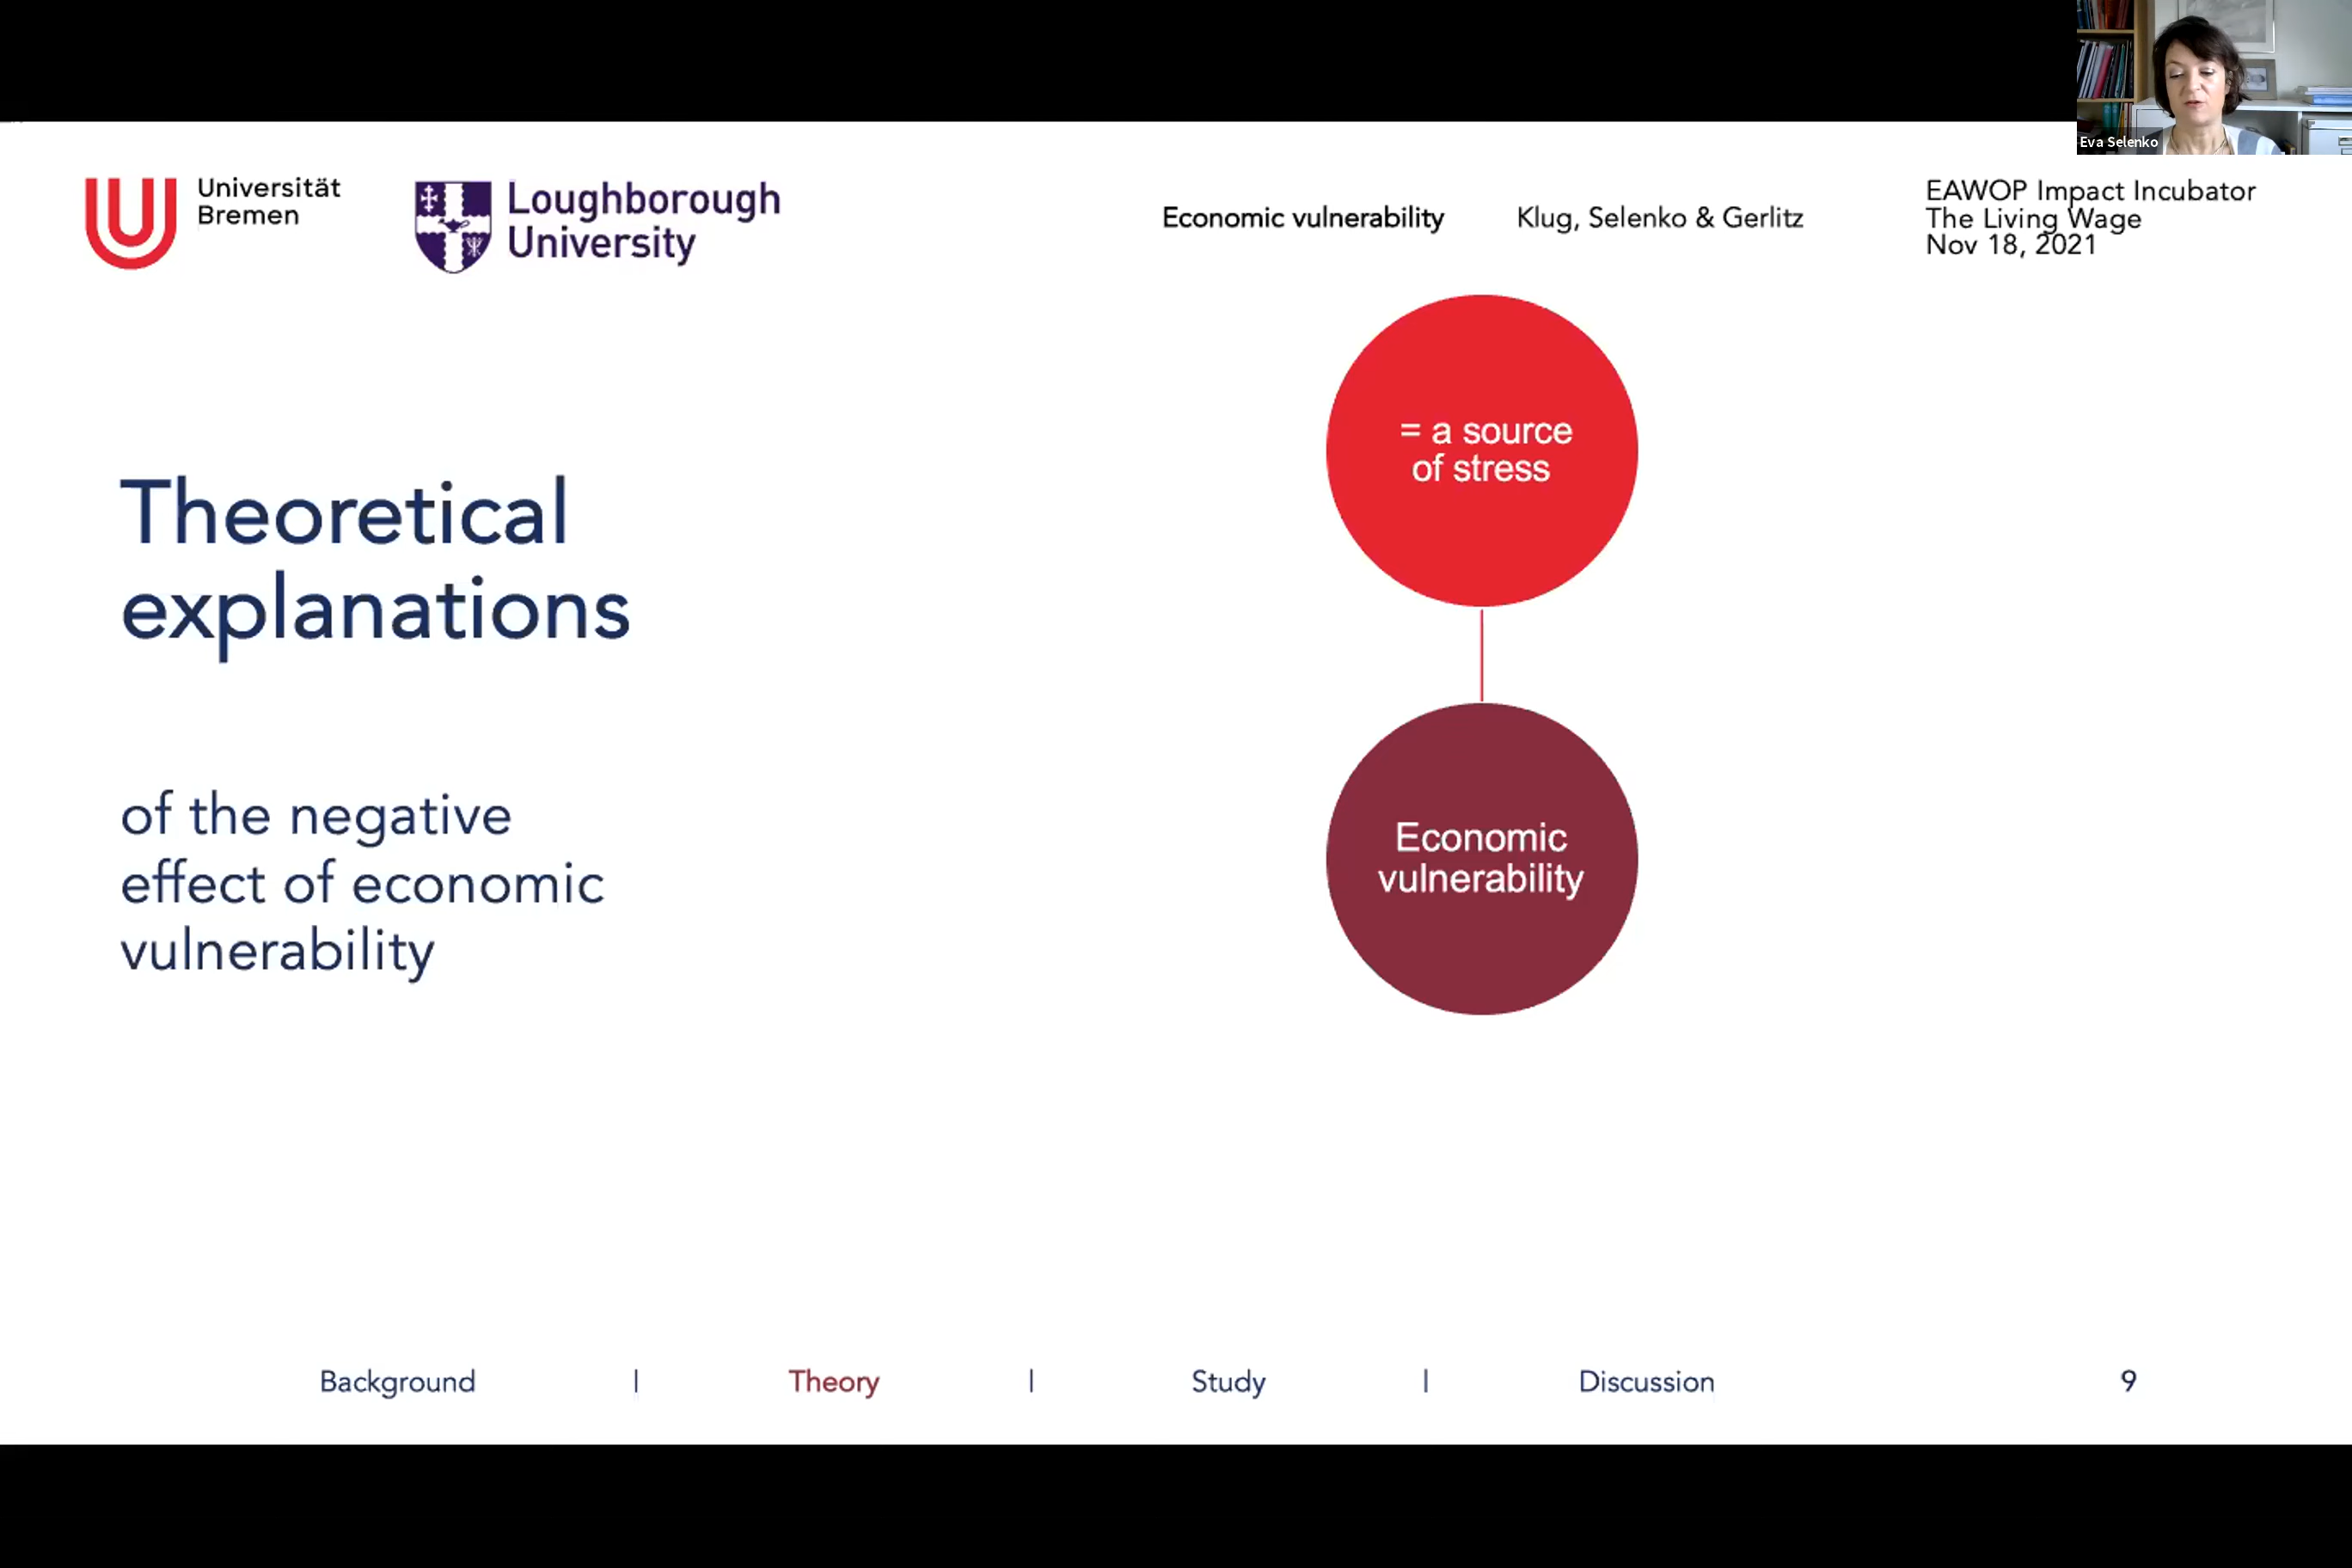 Eva Selenko
Universität
Bremen
Loughborough
University
Economic vulnerability
Klug, Selenko & Gerlitz
EAWOP Impact Incubator
The Living Wage
Nov 18, 2021
Theoretical
explanations
of the negative
effect of economic
vulnerability
= a source
of stress
Economic
vulnerability
Background | Theory | Study | Discussion 9